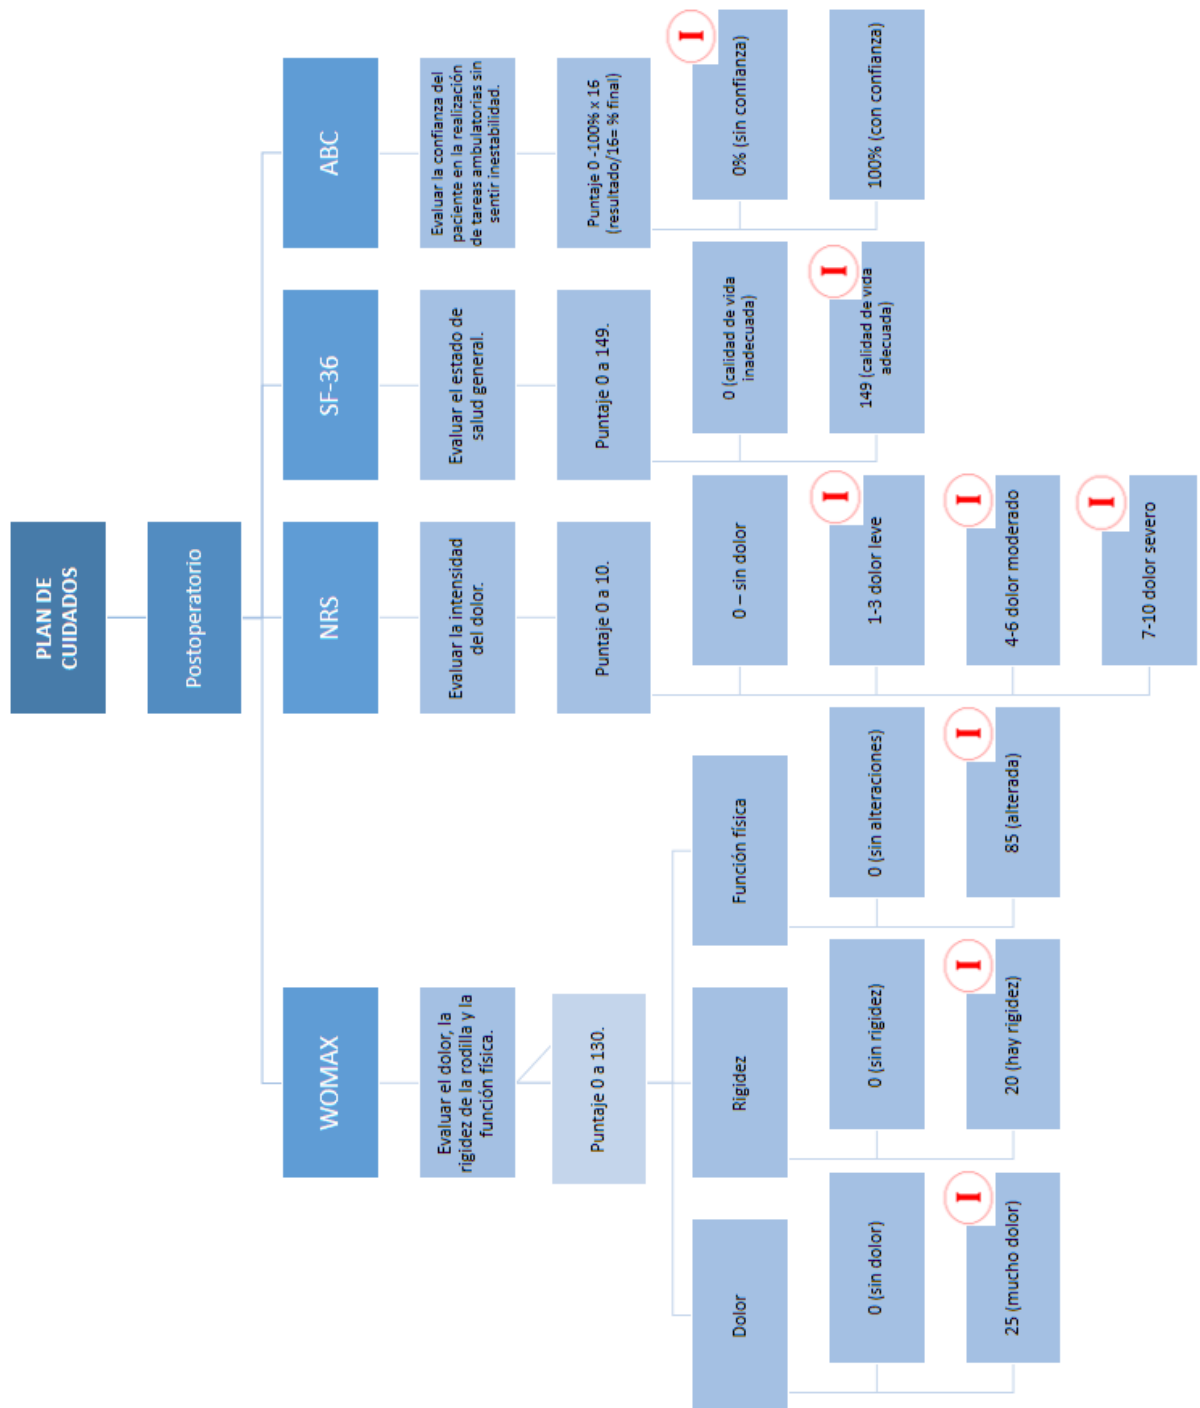 PLAN DE
CUIDADOS
Postoperatorio
WOMAX
NRS
SF-36
ABC
Evaluar el dolor, la
rigidez de la rodilla y la
función física.
Evaluar la intensidad
del dolor.
Evaluar el estado de
salud general.
Evaluar la confianza del
paciente en la realización
de tareas ambulatorias sin
sentir inestabilidad.
Puntaje 0 a 130.
Puntaje 0 a 10.
Puntaje 0 a 149.
Puntaje 0 -100% x 16
(resultado/16= % final)
Dolor
Rigidez
Función física
0 – sin dolor
0 (calidad de vida
inadecuada)
I
0% (sin confianza)
0 (sin dolor)
0 (sin rigidez)
0 (sin alteraciones)
I
1-3 dolor leve
I
149 (calidad de vida
adecuada)
100% (con confianza)
I
25 (mucho dolor)
I
20 (hay rigidez)
I
85 (alterada)
I
4-6 dolor moderado
I
7-10 dolor severo